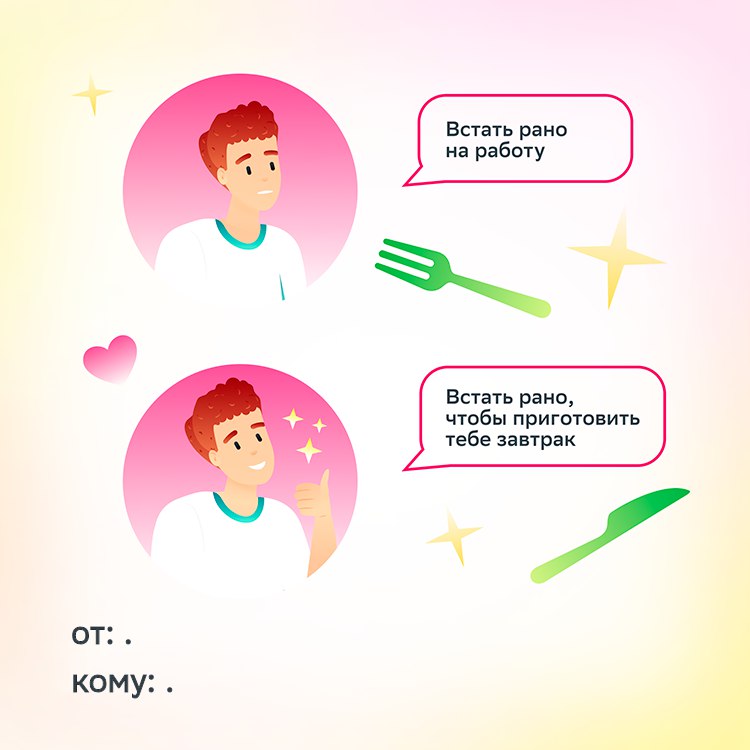 Встать рано
на работу
Встать рано,
чтобы приготовить
тебе завтрак
от: .
кому: .